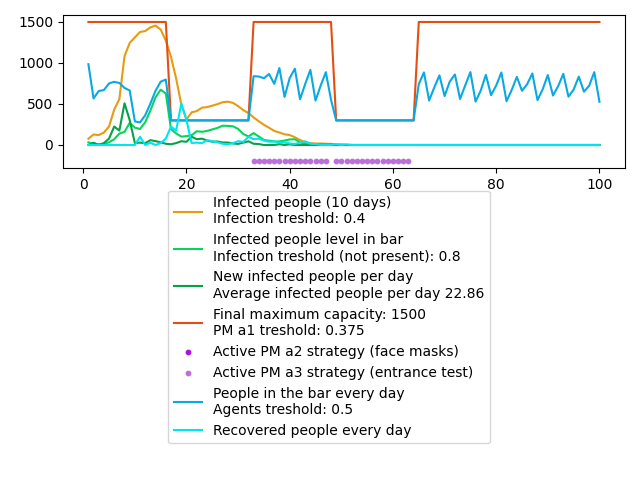 1500
1000
500
0
0
20
40
60
80
100
Infected people (10 days)
Infection treshold: 0.4
Infected people level in bar
Infection treshold (not present): 0.8
New infected people per day
Average infected people per day 22.86
Final maximum capacity: 1500
PM a1 treshold: 0.375
Active PM a2 strategy (face masks)
Active PM a3 strategy (entrance test)
People in the bar every day
Agents treshold: 0.5
Recovered people every day